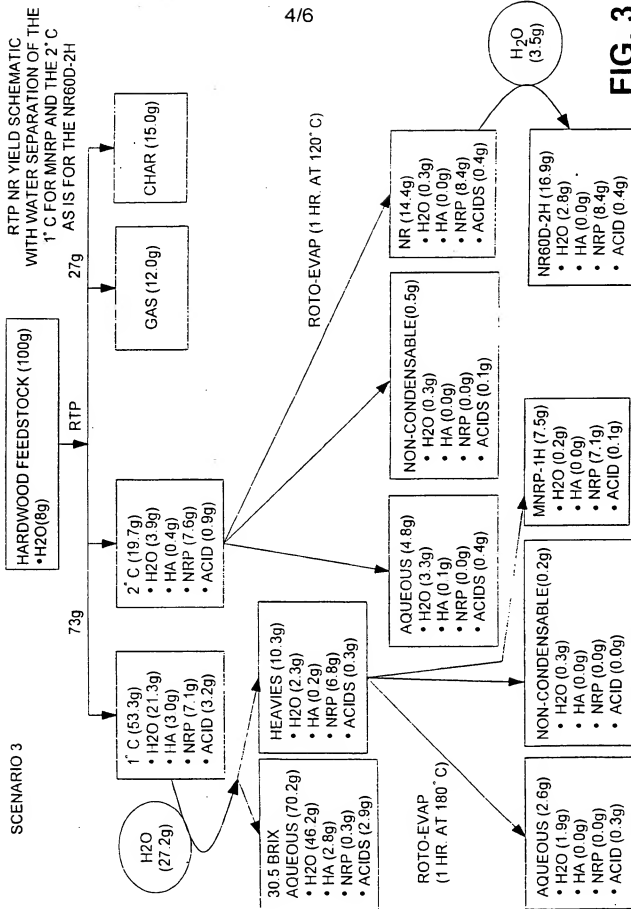 4/6
SCENARIO 3
RTP NR YIELD SCHEMATIC
WITH WATER SEPARATION OF THE
1° C FOR MNRP AND THE 2° C
AS IS FOR THE NR60D-2H
HARDWOOD FEEDSTOCK (100g)
•H2O(8g)
73g
RTP
27g
1° C (53.3g)
• H2O (21.3g)
• HA (3.0g)
• NRP (7.1g)
• ACID (3.2g)
2° C (19.7g)
• H2O (3.9g)
• HA (0.4g)
• NRP (7.6g)
• ACID (0.9g)
GAS (12.0g)
CHAR (15.0g)
H2O
(27.2g)
ROTO-EVAP (1 HR. AT 120° C)
30.5 BRIX
AQUEOUS (70.2g)
• H2O (46.2g)
• HA (2.8g)
• NRP (0.3g)
• ACIDS (2.9g)
HEAVIES (10.3g)
• H2O (2.3g)
• HA (0.2g)
• NRP (6.8g)
• ACIDS (0.3g)
AQUEOUS (4.8g)
• H2O (3.3g)
• HA (0.1g)
• NRP (0.0g)
• ACIDS (0.4g)
NON-CONDENSABLE(0.5g)
• H2O (0.3g)
• HA (0.0g)
• NRP (0.0g)
• ACIDS (0.1g)
NR (14.4g)
• H2O (0.3g)
• HA (0.0g)
• NRP (8.4g)
• ACIDS (0.4g)
H2O
(3.5g)
ROTO-EVAP
(1 HR. AT 180° C)
AQUEOUS (2.6g)
• H2O (1.9g)
• HA (0.0g)
• NRP (0.0g)
• ACID (0.3g)
NON-CONDENSABLE(0.2g)
• H2O (0.3g)
• HA (0.0g)
• NRP (0.0g)
• ACID (0.0g)
MNRP-1H (7.5g)
• H2O (0.2g)
• HA (0.0g)
• NRP (7.1g)
• ACID (0.1g)
NR60D-2H (16.9g)
• H2O (2.8g)
• HA (0.0g)
• NRP (8.4g)
• ACID (0.4g)
FIG. 3